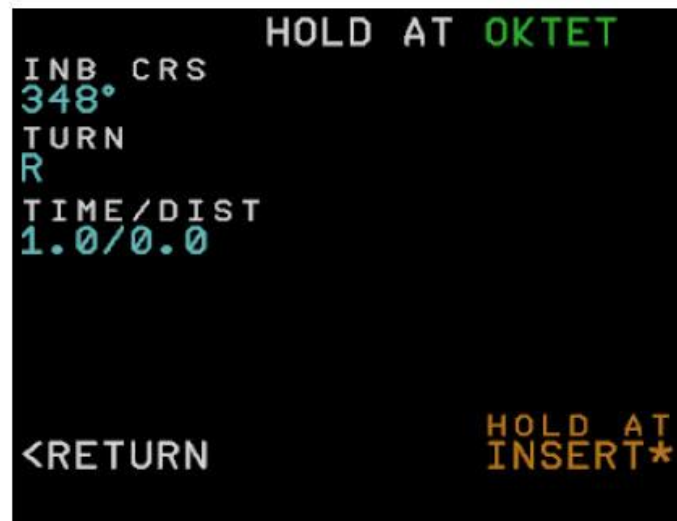 HOLD AT OKTET
INB CRS
348°
TURN
R
TIME/DIST
1.0/0.0
HOLD AT
<RETURN INSERT*